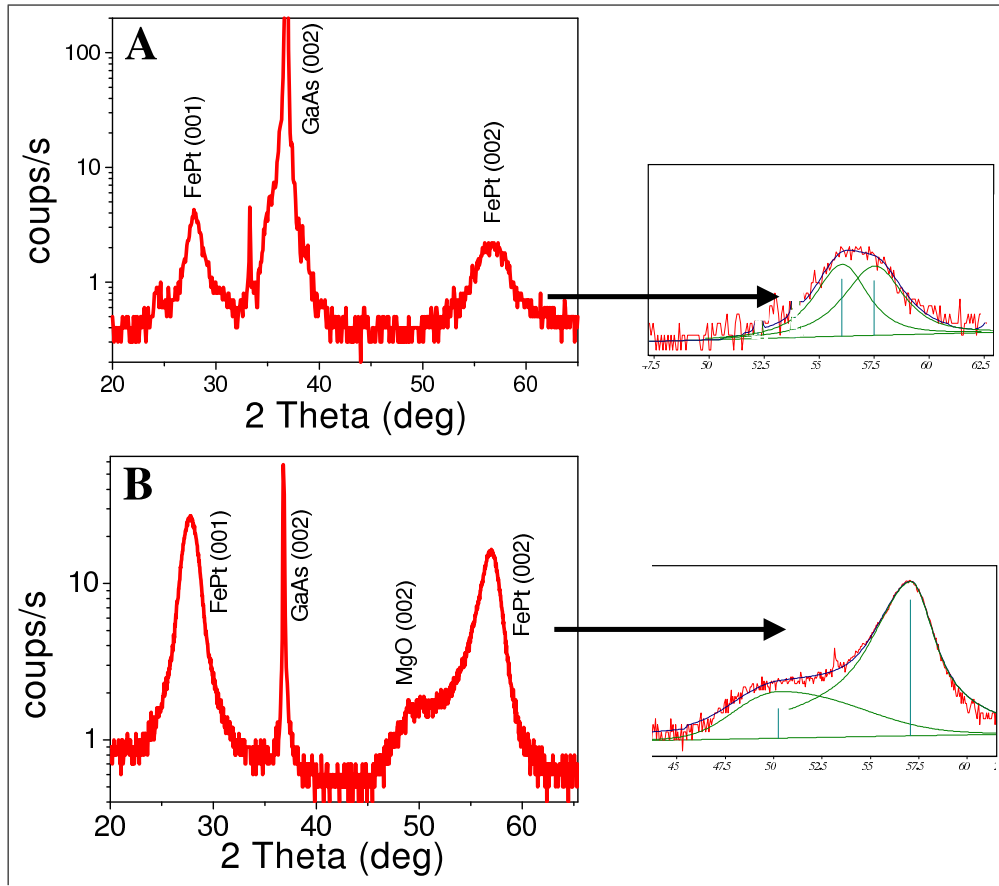 A
coups/s
100
10
1
FePt (001)
GaAs (002)
FePt (002)
20 30 40 50 60
2 Theta (deg)
47.5 50 52.5 55 57.5 60 62.5
B
coups/s
10
1
FePt (001)
GaAs (002)
MgO (002)
FePt (002)
20 30 40 50 60
2 Theta (deg)
45 47.5 50 52.5 55 57.5 60